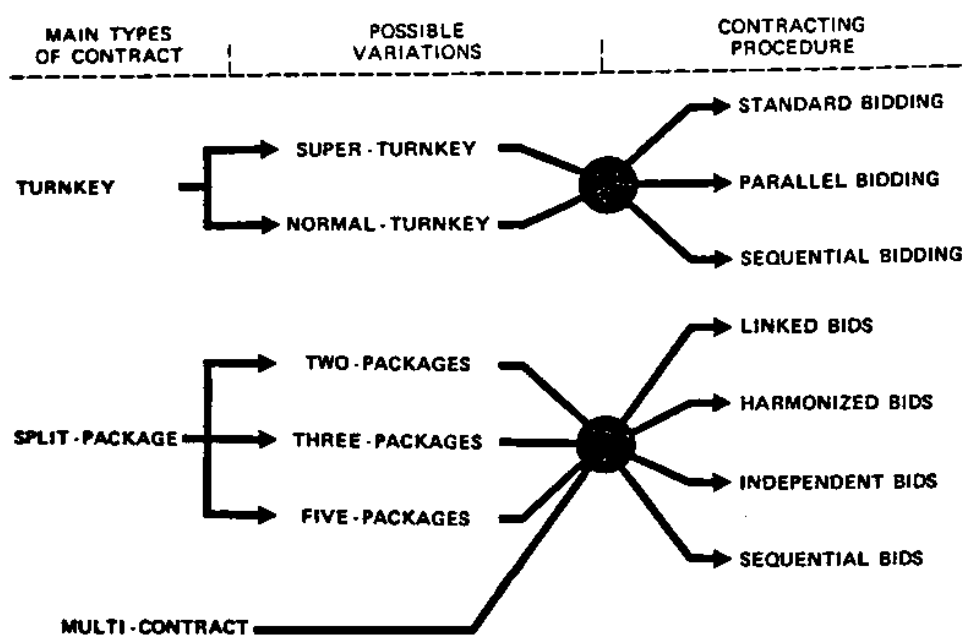 MAIN TYPES
OF CONTRACT
POSSIBLE
VARIATIONS
CONTRACTING
PROCEDURE
TURNKEY
SUPER-TURNKEY
NORMAL-TURNKEY
STANDARD BIDDING
PARALLEL BIDDING
SEQUENTIAL BIDDING
SPLIT-PACKAGE
TWO-PACKAGES
THREE-PACKAGES
FIVE-PACKAGES
LINKED BIDS
HARMONIZED BIDS
INDEPENDENT BIDS
SEQUENTIAL BIDS
MULTI-CONTRACT